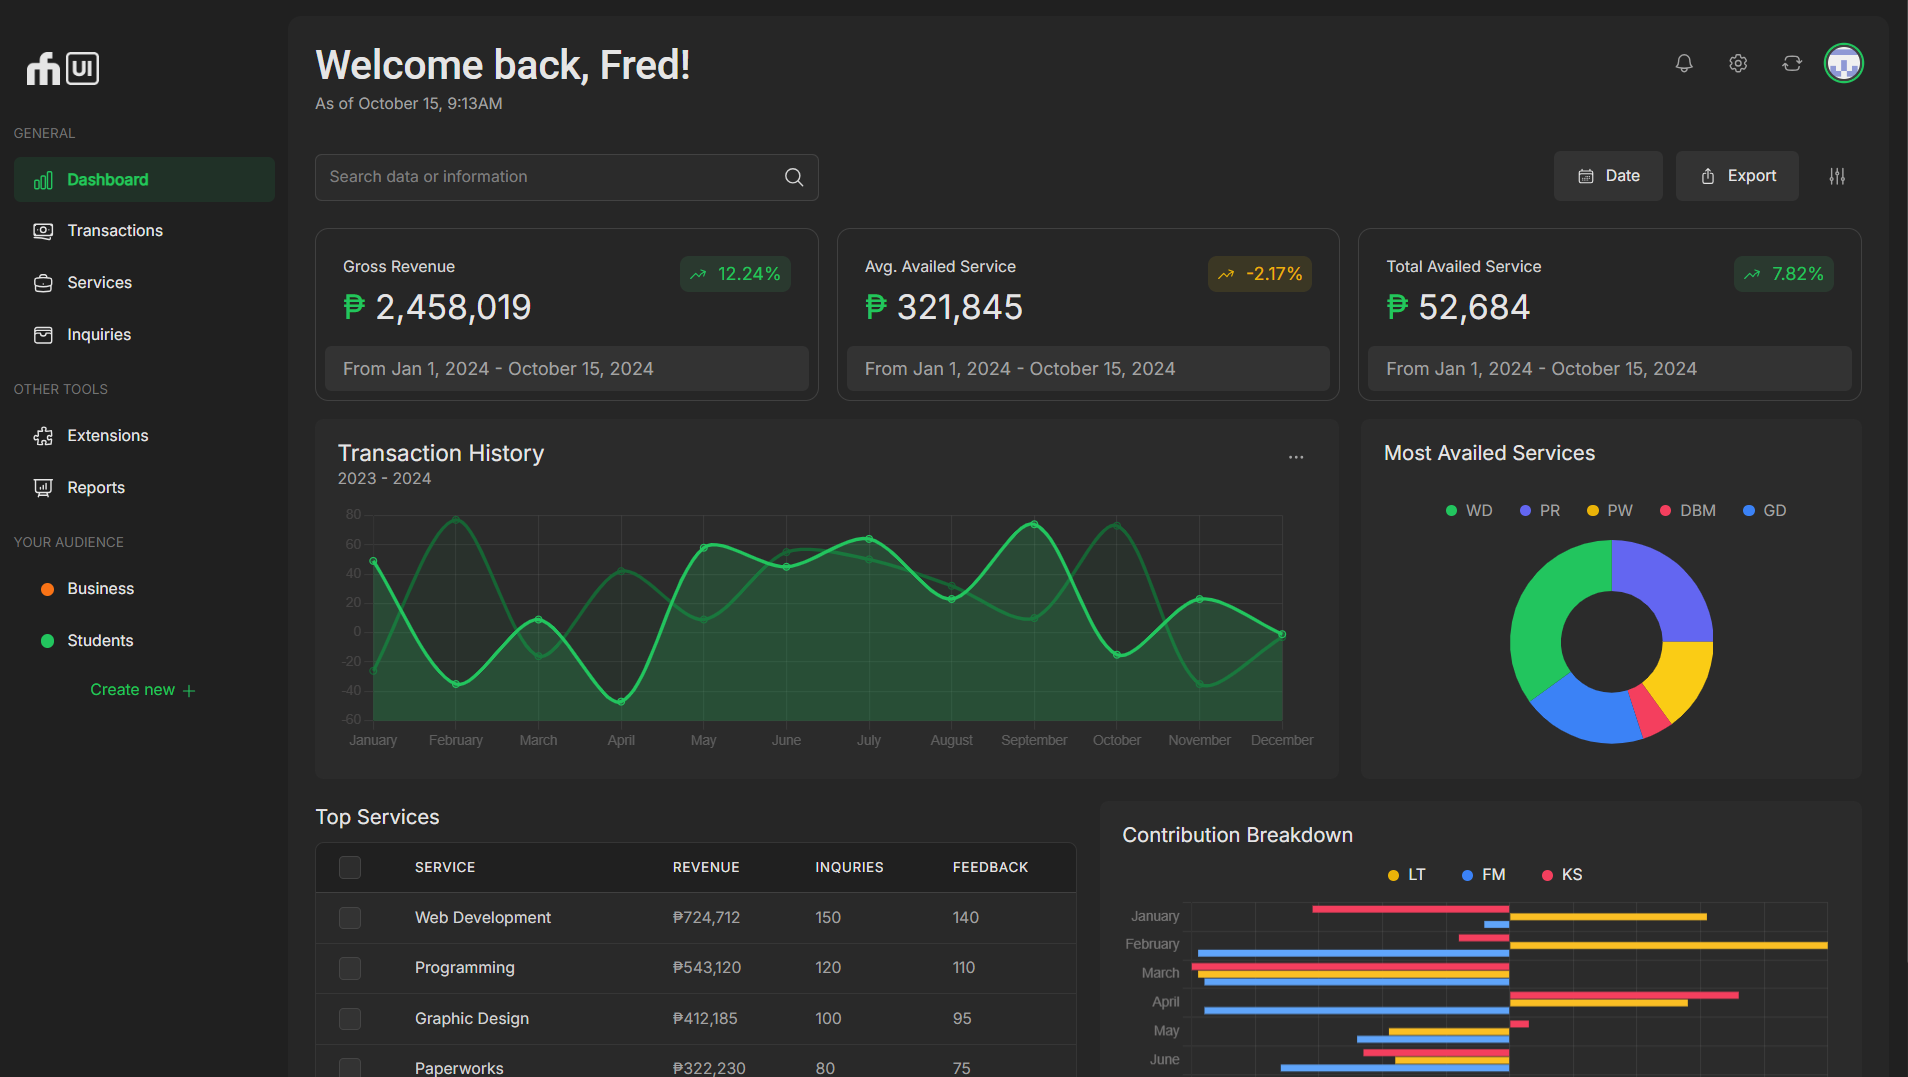 UI
Welcome back, Fred!
As of October 15, 9:13AM
GENERAL
Dashboard
Transactions
Services
Inquiries
OTHER TOOLS
Extensions
Reports
YOUR AUDIENCE
Business
Students
Create new +
Search data or information
Date
Export
Gross Revenue
12.24%
₱ 2,458,019
From Jan 1, 2024 - October 15, 2024
Avg. Availed Service
-2.17%
₱ 321,845
From Jan 1, 2024 - October 15, 2024
Total Availed Service
7.82%
₱ 52,684
From Jan 1, 2024 - October 15, 2024
Transaction History
2023 - 2024
80
60
40
20
0
-20
-40
-60
January February March April May June July August September October November December
Most Availed Services
WD PR PW DBM GD
Top Services
SERVICE REVENUE INQURIES FEEDBACK
Web Development ₱724,712 150 140
Programming ₱543,120 120 110
Graphic Design ₱412,185 100 95
Paperworks ₱322,230 80 75
Contribution Breakdown
LT FM KS
January
February
March
April
May
June